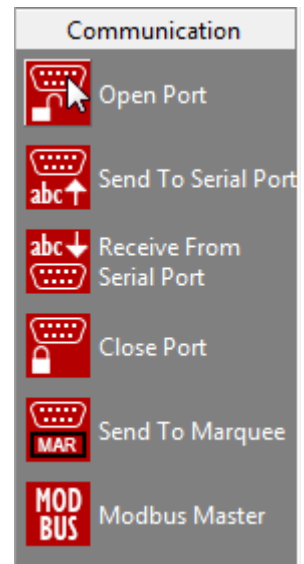 Communication
Open Port
abc
Send To Serial Port
abc
Receive From
Serial Port
Close Port
MAR
Send To Marquee
MOD
BUS
Modbus Master